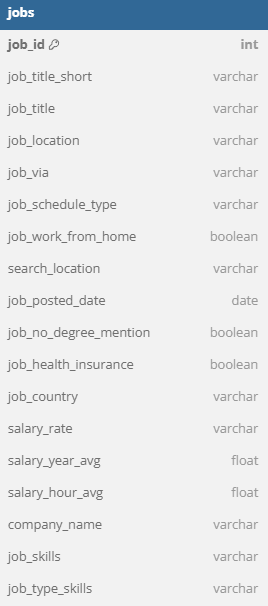 jobs
job_id int
job_title_short varchar
job_title varchar
job_location varchar
job_via varchar
job_schedule_type varchar
job_work_from_home boolean
search_location varchar
job_posted_date date
job_no_degree_mention boolean
job_health_insurance boolean
job_country varchar
salary_rate varchar
salary_year_avg float
salary_hour_avg float
company_name varchar
job_skills varchar
job_type_skills varchar